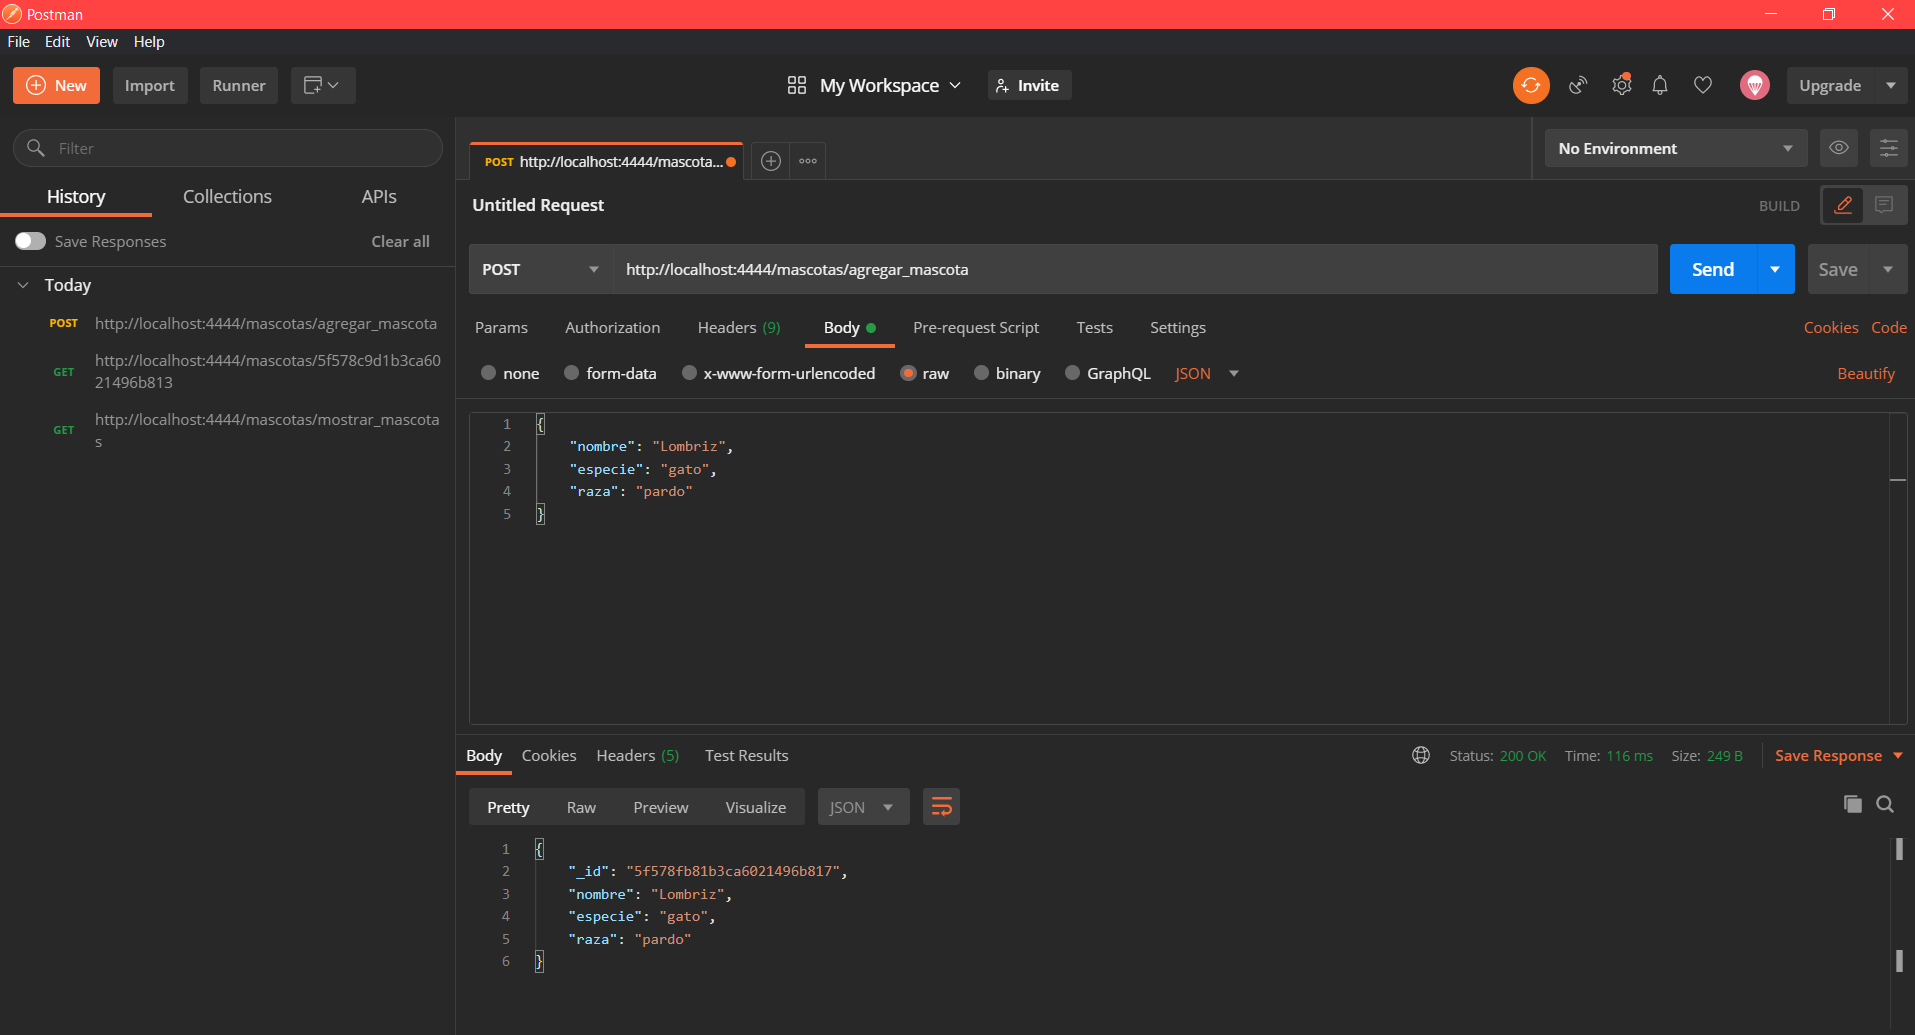 Postman
File Edit View Help
New Import Runner My Workspace Invite Upgrade
Filter
History Collections APIs
Save Responses Clear all
Today
POST http://localhost:4444/mascotas/agregar_mascota
GET http://localhost:4444/mascotas/5f578c9d1b3ca60
21496b813
GET http://localhost:4444/mascotas/mostrar_mascota
s
POST http://localhost:4444/mascota...
No Environment
Untitled Request BUILD
POST http://localhost:4444/mascotas/agregar_mascota Send Save
Params Authorization Headers (9) Body Pre-request Script Tests Settings Cookies Code
none form-data x-www-form-urlencoded raw binary GraphQL JSON Beautify
1 {
2 "nombre": "Lombriz",
3 "especie": "gato",
4 "raza": "pardo"
5 }
Body Cookies Headers (5) Test Results Status: 200 OK Time: 116 ms Size: 249 B Save Response
Pretty Raw Preview Visualize JSON
1 {
2 "_id": "5f578fb81b3ca6021496b817",
3 "nombre": "Lombriz",
4 "especie": "gato",
5 "raza": "pardo"
6 }